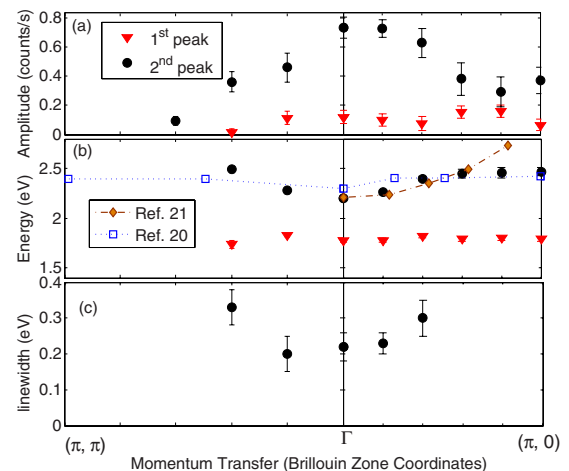 (a)
1st peak
2nd peak
Amplitude (counts/s)
0.8
0.6
0.4
0.2
0
(b)
Ref. 21
Ref. 20
Energy (eV)
2.5
2
1.5
(c)
linewidth (eV)
0.4
0.3
0.2
0.1
0
(π, π)
Γ
(π, 0)
Momentum Transfer (Brillouin Zone Coordinates)